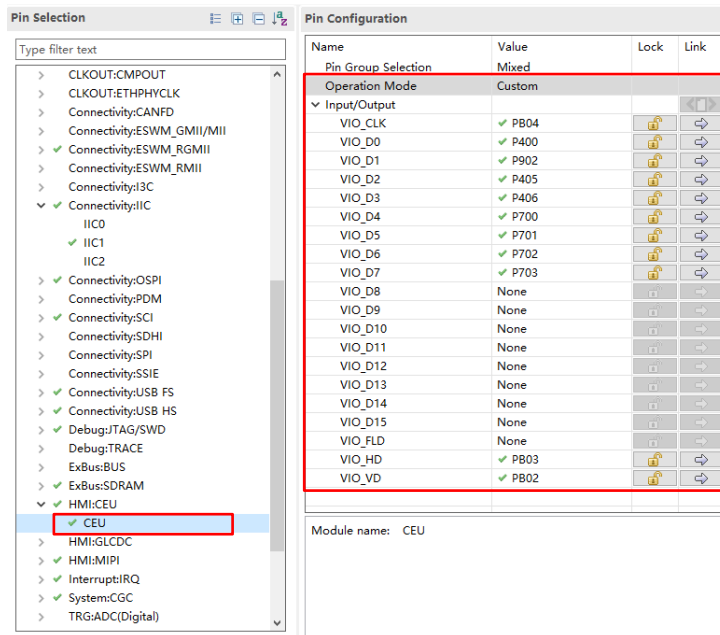 Pin Selection
Type filter text
CLKOUT:CMPOUT
CLKOUT:ETHPHYCLK
Connectivity:CANFD
Connectivity:ESWM_GMII/MII
Connectivity:ESWM_RGMII
Connectivity:ESWM_RMII
Connectivity:I3C
Connectivity:IIC
IIC0
IIC1
IIC2
Connectivity:OSPI
Connectivity:PDM
Connectivity:SCI
Connectivity:SDHI
Connectivity:SPI
Connectivity:SSIE
Connectivity:USB FS
Connectivity:USB HS
Debug:JTAG/SWD
Debug:TRACE
ExBus:BUS
ExBus:SDRAM
HMI:CEU
CEU
HMI:GLCDC
HMI:MIPI
Interrupt:IRQ
System:CGC
TRG:ADC(Digital)
Pin Configuration
Name Value Lock Link
Pin Group Selection Mixed
Operation Mode Custom
Input/Output
VIO_CLK PB04
VIO_D0 P400
VIO_D1 P902
VIO_D2 P405
VIO_D3 P406
VIO_D4 P700
VIO_D5 P701
VIO_D6 P702
VIO_D7 P703
VIO_D8 None
VIO_D9 None
VIO_D10 None
VIO_D11 None
VIO_D12 None
VIO_D13 None
VIO_D14 None
VIO_D15 None
VIO_FLD None
VIO_HD PB03
VIO_VD PB02
Module name: CEU